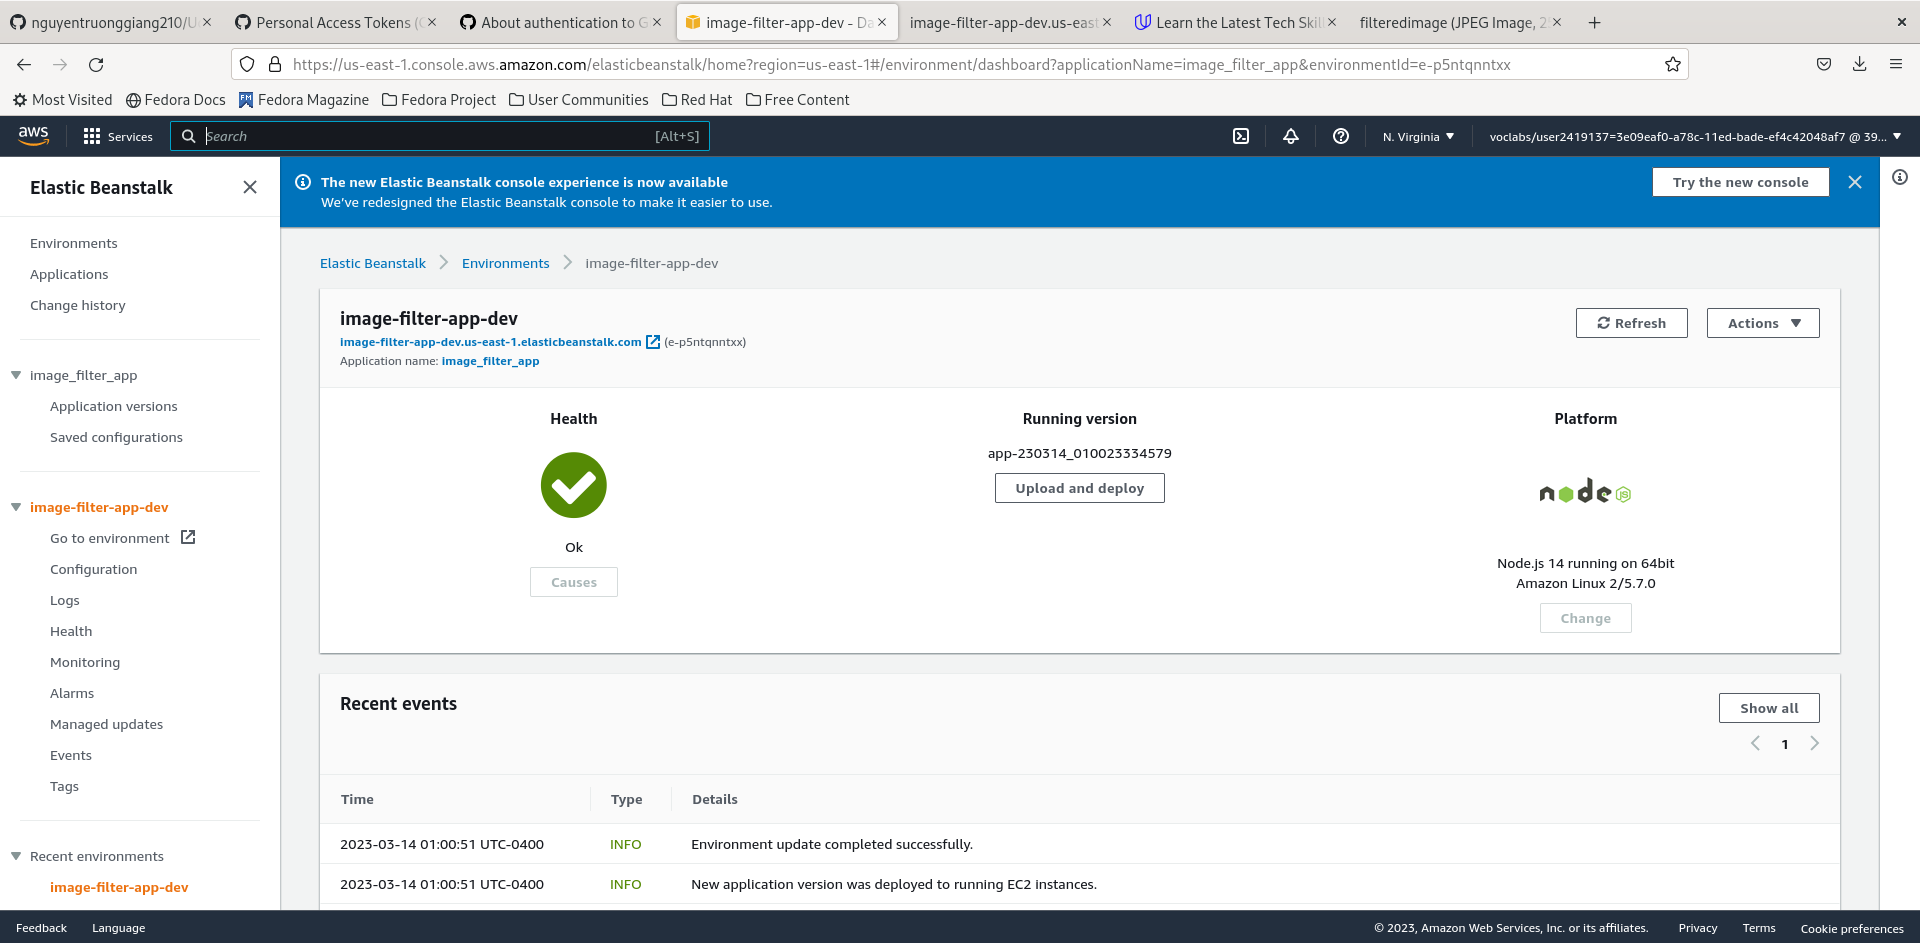 nguyentruonggiang210/U
Personal Access Tokens (
About authentication to G
image-filter-app-dev - Da
image-filter-app-dev.us-east
Learn the Latest Tech Skil
filteredimage (JPEG Image, 2
https://us-east-1.console.aws.amazon.com/elasticbeanstalk/home?region=us-east-1#/environment/dashboard?applicationName=image_filter_app&environmentId=e-p5ntqnntxx
Most Visited
Fedora Docs
Fedora Magazine
Fedora Project
User Communities
Red Hat
Free Content
aws
Services
Search
[Alt+S]
N. Virginia
voclabs/user2419137=3e09eaf0-a78c-11ed-bade-ef4c42048af7 @ 39...
Elastic Beanstalk
Environments
Applications
Change history
image_filter_app
Application versions
Saved configurations
image-filter-app-dev
Go to environment
Configuration
Logs
Health
Monitoring
Alarms
Managed updates
Events
Tags
Recent environments
image-filter-app-dev
The new Elastic Beanstalk console experience is now available
We've redesigned the Elastic Beanstalk console to make it easier to use.
Try the new console
Elastic Beanstalk
Environments
image-filter-app-dev
image-filter-app-dev
image-filter-app-dev.us-east-1.elasticbeanstalk.com (e-p5ntqnntxx)
Application name: image_filter_app
Refresh
Actions
Health
Ok
Causes
Running version
app-230314_010023334579
Upload and deploy
Platform
node JS
Node.js 14 running on 64bit
Amazon Linux 2/5.7.0
Change
Recent events
Show all
1
Time
Type
Details
2023-03-14 01:00:51 UTC-0400
INFO
Environment update completed successfully.
2023-03-14 01:00:51 UTC-0400
INFO
New application version was deployed to running EC2 instances.
Feedback
Language
© 2023, Amazon Web Services, Inc. or its affiliates.
Privacy
Terms
Cookie preferences